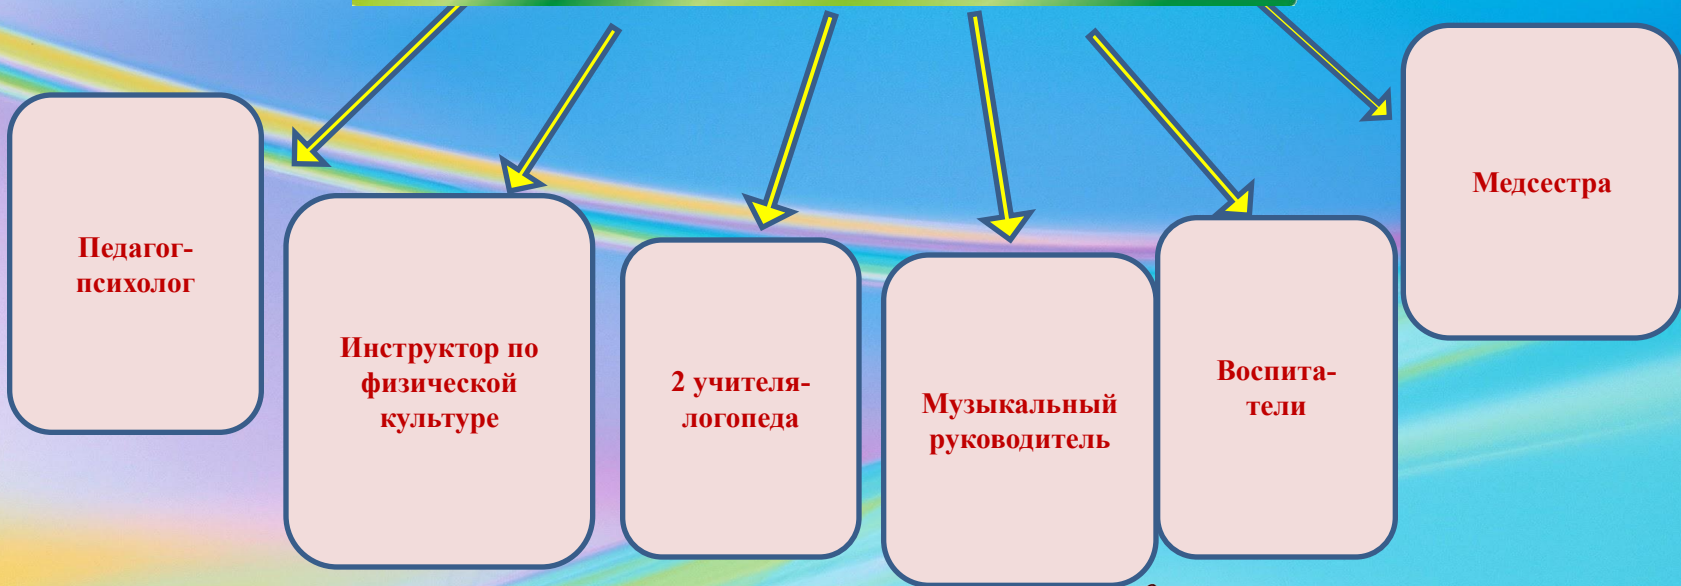 Педагог-
психолог
Инструктор по
физической
культуре
2 учителя-
логопеда
Музыкальный
руководитель
Воспита-
тели
Медсестра